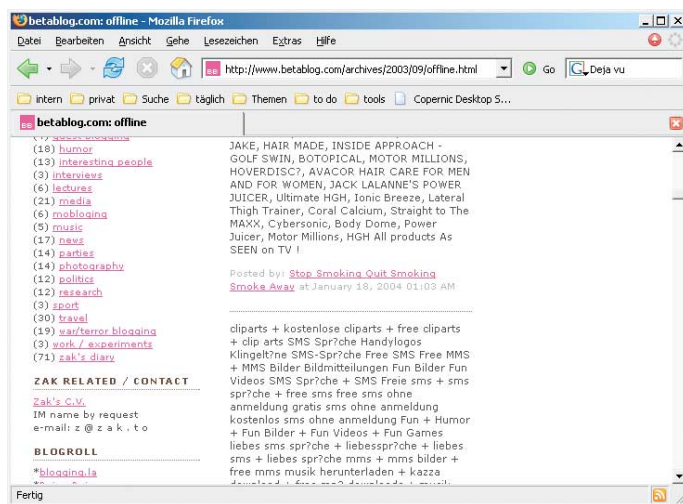 betablog.com: offline - Mozilla Firefox
Datei Bearbeiten Ansicht Gehe Lesezeichen Extras Hilfe
http://www.betablog.com/archives/2003/09/offline.html Go G Deja vu
intern privat Suche täglich Themen to do tools Copernic Desktop S...
BB betablog.com: offline
(18) humor
(13) interesting people
(3) interviews
(6) lectures
(21) media
(6) mobloging
(5) music
(17) news
(14) parties
(14) photography
(12) politics
(12) research
(3) sport
(30) travel
(19) war/terror blogging
(3) work / experiments
(71) zak's diary
ZAK RELATED / CONTACT
Zak's C.V.
IM name by request
e-mail: z @ z a k . t o
BLOGROLL
*blogging.la
JAKE, HAIR MADE, INSIDE APPROACH -
GOLF SWIN, BOTOPICAL, MOTOR MILLIONS,
HOVERDISC?, AVACOR HAIR CARE FOR MEN
AND FOR WOMEN, JACK LALANNE'S POWER
JUICER, Ultimate HGH, Ionic Breeze, Lateral
Thigh Trainer, Coral Calcium, Straight to The
MAXX, Cybersonic, Body Dome, Power
Juicer, Motor Millions, HGH All products As
SEEN on TV !
Posted by: Stop Smoking Quit Smoking
Smoke Away at January 18, 2004 01:03 AM
cliparts + kostenlose cliparts + free cliparts
+ clip arts SMS Spr?che Handylogos
Klingelt?ne SMS-Spr?che Free SMS Free MMS
+ MMS Bilder Bildmitteilungen Fun Bilder Fun
Videos SMS Spr?che + SMS Freie sms + sms
spr?che + free sms free sms ohne
anmeldung gratis sms ohne anmeldung
kostenlos sms ohne anmeldung Fun + Humor
+ Fun Bilder + Fun Videos + Fun Games
liebes sms spr?che + liebesspr?che + liebes
sms + liebes spr?che mms + mms bilder +
free mms musik herunterladen + kazza
Fertig